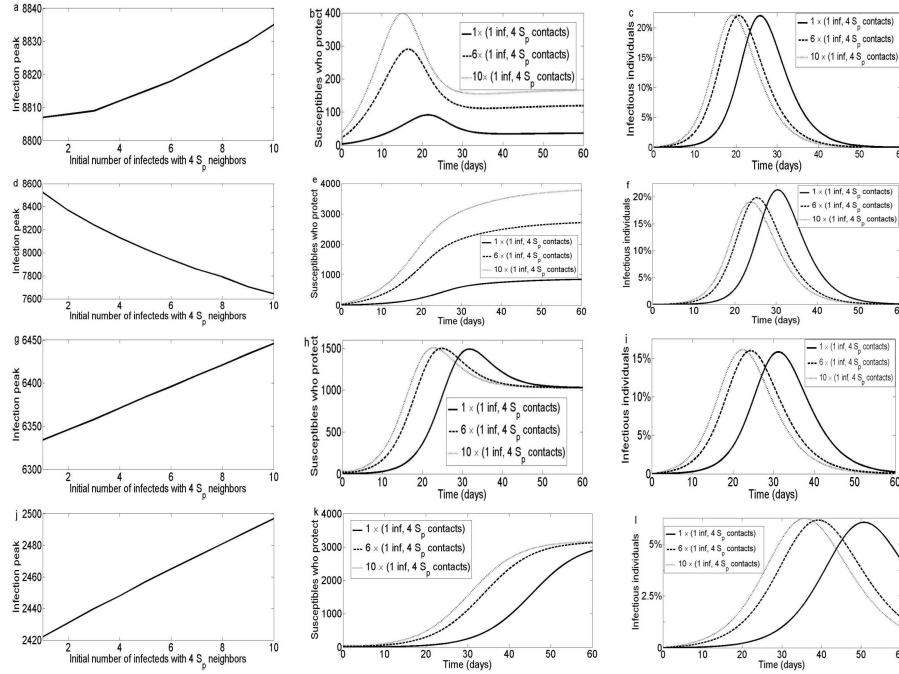 a
8840
8830
8820
8810
8800
Infection peak
2 4 6 8 10
Initial number of infecteds with 4 Sp neighbors
b
400
300
200
100
0
Susceptibles who protect
1× (1 inf, 4 Sp contacts)
6× (1 inf, 4 Sp contacts)
10× (1 inf, 4 Sp contacts)
0 10 20 30 40 50 60
Time (days)
c
20%
15%
10%
5%
Infectious individuals
1 × (1 inf, 4 Sp contacts)
6 × (1 inf, 4 Sp contacts)
10 × (1 inf, 4 Sp contacts)
0 10 20 30 40 50 60
Time (days)
d
8600
8400
8200
8000
7800
7600
Infection peak
2 4 6 8 10
Initial number of infecteds with 4 Sp neighbors
e
4000
3000
2000
1000
0
Susceptibles who protect
1 × (1 inf, 4 Sp contacts)
6 × (1 inf, 4 Sp contacts)
10 × (1 inf, 4 Sp contacts)
0 10 20 30 40 50 60
Time (days)
f
20%
15%
10%
5%
Infectious individuals
1 × (1 inf, 4 Sp contacts)
6 × (1 inf, 4 Sp contacts)
10 × (1 inf, 4 Sp contacts)
0 10 20 30 40 50 60
Time (days)
g
6450
6400
6350
6300
Infection peak
2 4 6 8 10
Initial number of infecteds with 4 Sp neighbors
h
1500
1000
500
0
Susceptibles who protect
1 × (1 inf, 4 Sp contacts)
6 × (1 inf, 4 Sp contacts)
10 × (1 inf, 4 Sp contacts)
0 10 20 30 40 50 60
Time (days)
i
15%
10%
5%
Infectious individuals
1 × (1 inf, 4 Sp contacts)
6 × (1 inf, 4 Sp contacts)
10 × (1 inf, 4 Sp contacts)
0 10 20 30 40 50 60
Time (days)
j
2500
2480
2460
2440
2420
Infection peak
2 4 6 8 10
Initial number of infecteds with 4 Sp neighbors
k
4000
3000
2000
1000
0
Susceptibles who protect
1 × (1 inf, 4 Sp contacts)
6 × (1 inf, 4 Sp contacts)
10 × (1 inf, 4 Sp contacts)
0 20 40 60
Time (days)
l
5%
2.5%
0
Infectious individuals
1 × (1 inf, 4 Sp contacts)
6 × (1 inf, 4 Sp contacts)
10 × (1 inf, 4 Sp contacts)
0 10 20 30 40 50 60
Time (days)